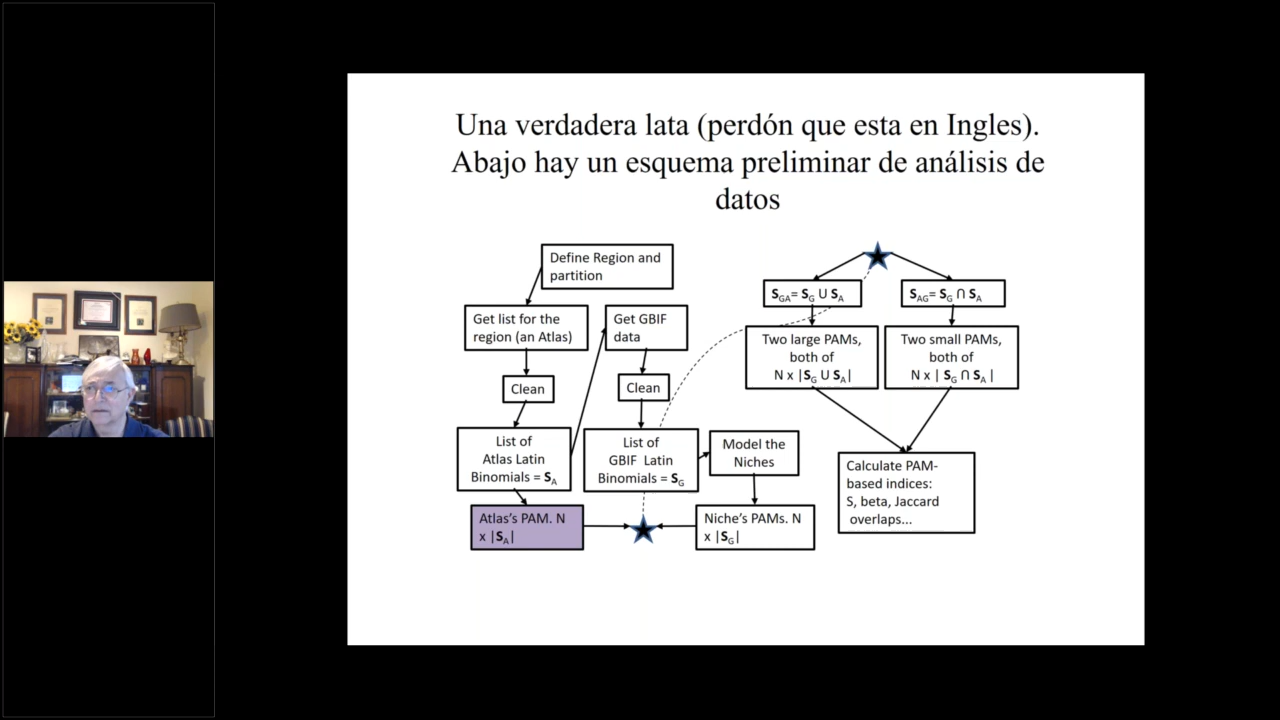 Una verdadera lata (perdón que esta en Ingles).
Abajo hay un esquema preliminar de análisis de
datos
Define Region and
partition
Get list for the
region (an Atlas)
Get GBIF
data
Clean
Clean
List of
Atlas Latin
Binomials = S_A
List of
GBIF Latin
Binomials = S_G
Model the
Niches
Atlas's PAM. N
x |S_A|
Niche's PAMs. N
x |S_G|
S_GA= S_G U S_A
S_AG= S_G ∩ S_A
Two large PAMs,
both of
N x |S_G U S_A|
Two small PAMs,
both of
N x | S_G ∩ S_A |
Calculate PAM-
based indices:
S, beta, Jaccard
overlaps...